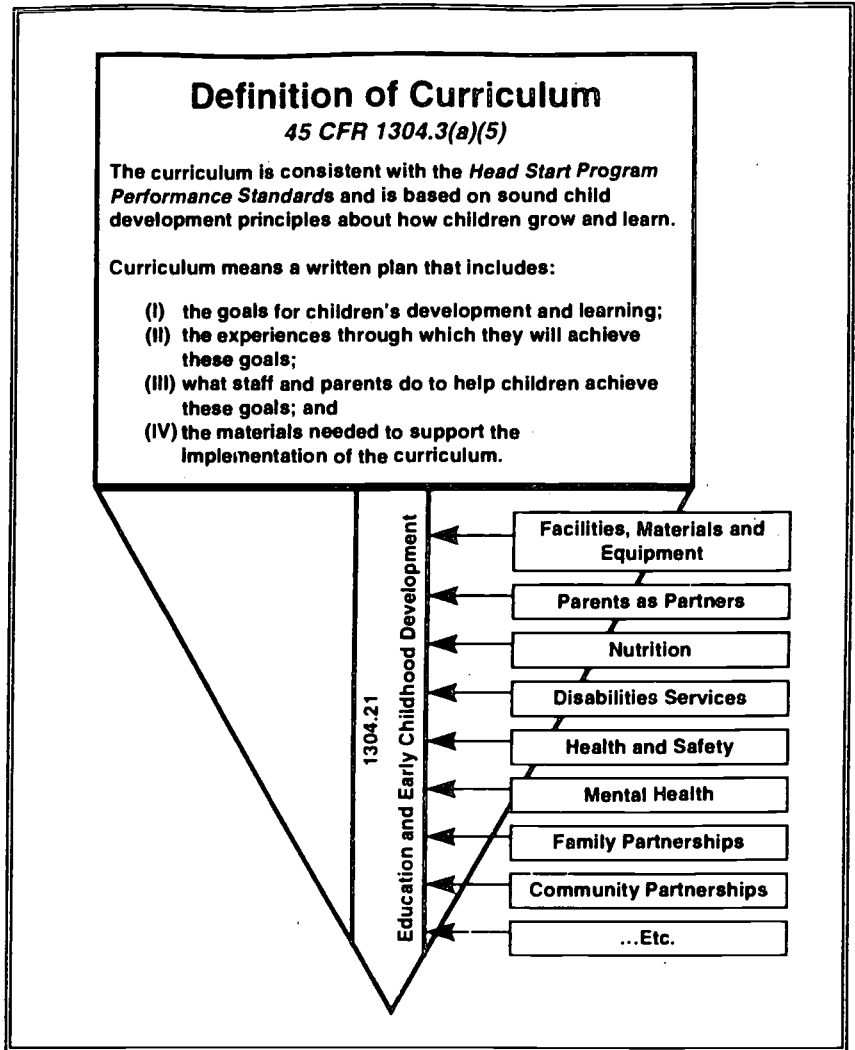 Definition of Curriculum
45 CFR 1304.3(a)(5)
The curriculum is consistent with the Head Start Program
Performance Standards and is based on sound child
development principles about how children grow and learn.
Curriculum means a written plan that includes:
(I) the goals for children's development and learning;
(II) the experiences through which they will achieve
these goals;
(III) what staff and parents do to help children achieve
these goals; and
(IV) the materials needed to support the
implementation of the curriculum.
1304.21
Education and Early Childhood Development
Facilities, Materials and
Equipment
Parents as Partners
Nutrition
Disabilities Services
Health and Safety
Mental Health
Family Partnerships
Community Partnerships
...Etc.